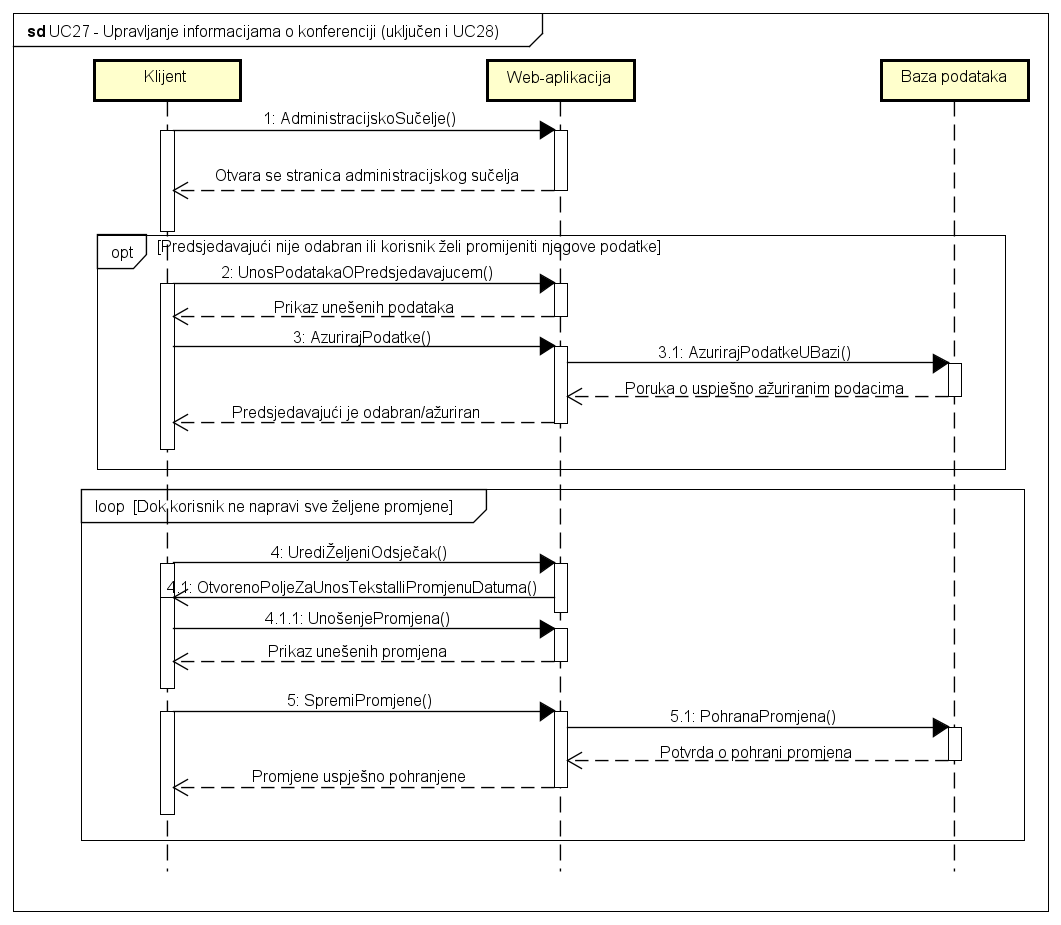 sd UC27 - Upravljanje informacijama o konferenciji (uključen i UC28)
Klijent
Web-aplikacija
Baza podataka
1: AdministracijskoSučelje()
Otvara se stranica administracijskog sučelja
opt
[Predsjedavajući nije odabran ili korisnik želi promijeniti njegove podatke]
2: UnosPodatakaOPredsjedavajucem()
Prikaz unešenih podataka
3: AzurirajPodatke()
3.1: AzurirajPodatkeUBazi()
Poruka o uspješno ažuriranim podacima
Predsjedavajući je odabran/ažuriran
loop [Dok korisnik ne napravi sve željene promjene]
4: UrediŽeljeniOdsječak()
4.1: OtvorenoPoljeZaUnosTekstaIliPromjenuDatuma()
4.1.1: UnošenjePromjena()
Prikaz unešenih promjena
5: SpremiPromjene()
5.1: PohranaPromjena()
Potvrda o pohrani promjena
Promjene uspješno pohranjene